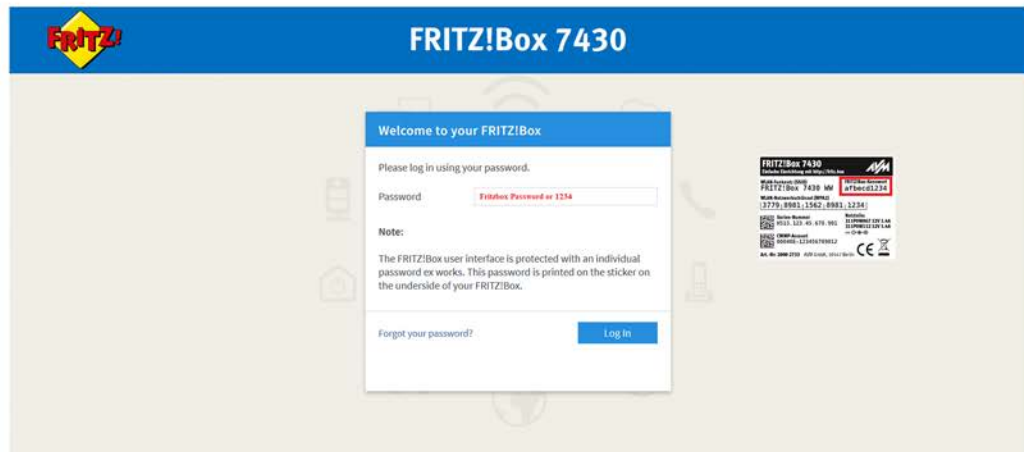 FRITZ!
FRITZ!Box 7430
Welcome to your FRITZ!Box
Please log in using your password.
Password
Fritzbox Password or 1234
Note:
The FRITZ!Box user interface is protected with an individual
password ex works. This password is printed on the sticker on
the underside of your FRITZ!Box.
Forgot your password?
Log In
FRITZ!Box 7430
AVM
FRITZ!Box 7430 WW
afbecd1234
3779 8981 1562 8981 1234
CE